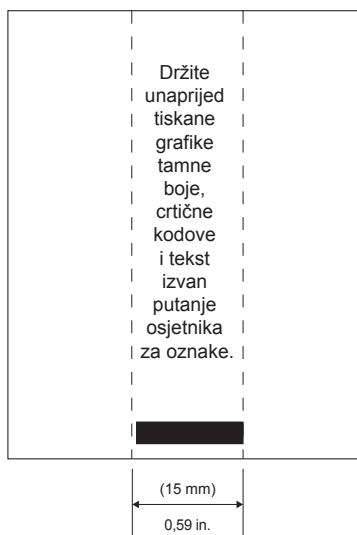 Držite
unaprijed
tiskane
grafike
tamne
boje,
crtične
kodove
i tekst
izvan
putanje
osjetnika
za oznake.
(15 mm)
0,59 in.